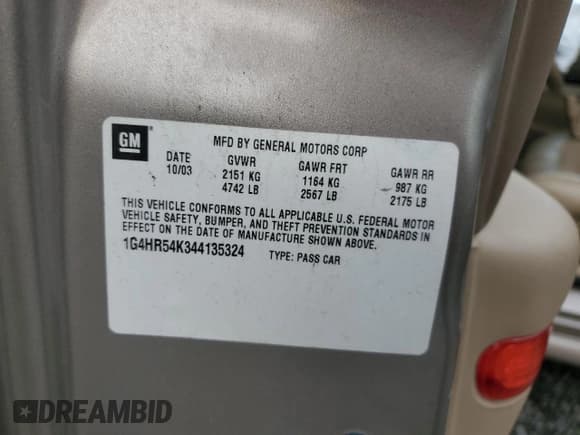 GM® MFD BY GENERAL MOTORS CORP
DATE GVWR GAWR FRT GAWR RR
10/03 2151 KG 1164 KG 987 KG
4742 LB 2567 LB 2175 LB
THIS VEHICLE CONFORMS TO ALL APPLICABLE U.S. FEDERAL MOTOR
VEHICLE SAFETY, BUMPER, AND THEFT PREVENTION STANDARDS IN
EFFECT ON THE DATE OF MANUFACTURE SHOWN ABOVE.
1G4HR54K344135324 TYPE: PASS CAR
DREAMBID